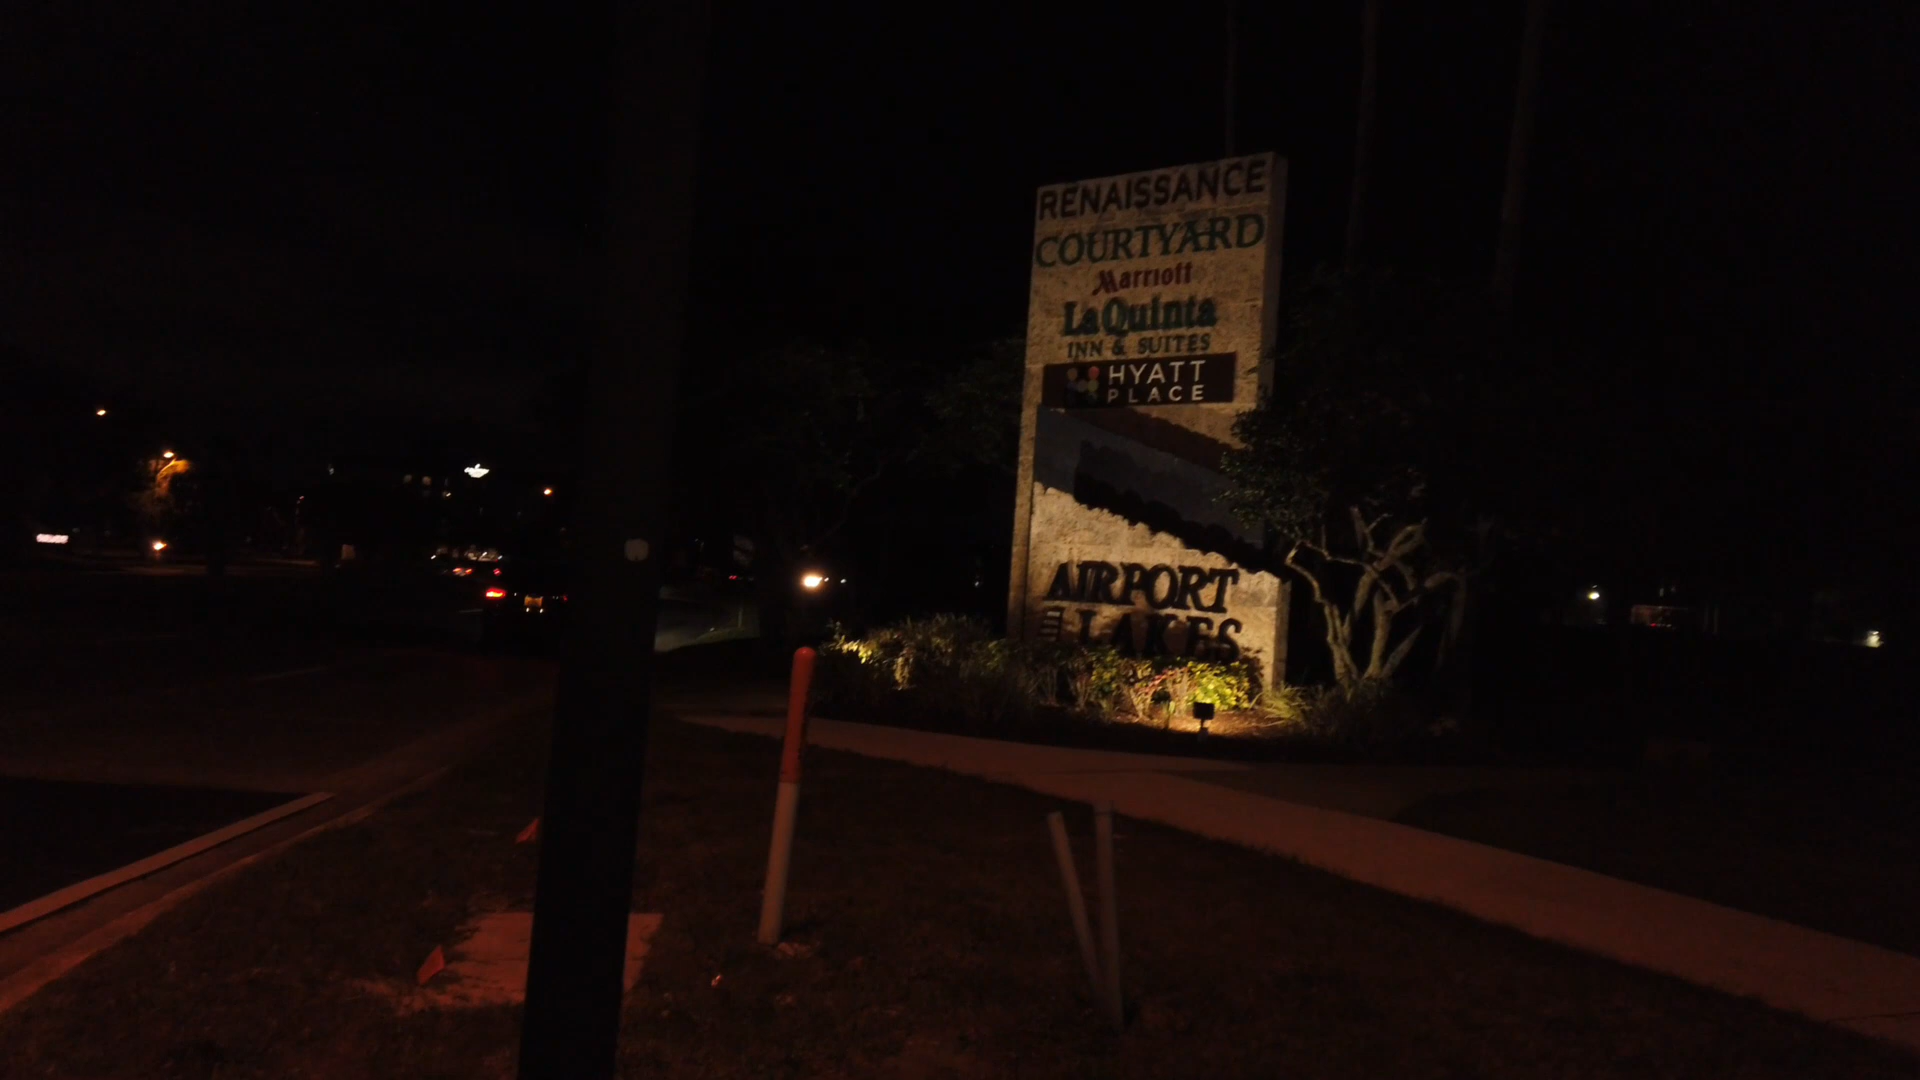 RENAISSANCE
COURTYARD
Marriott
LaQuinta
INN & SUITES
HYATT
PLACE
AIRPORT
LAKES